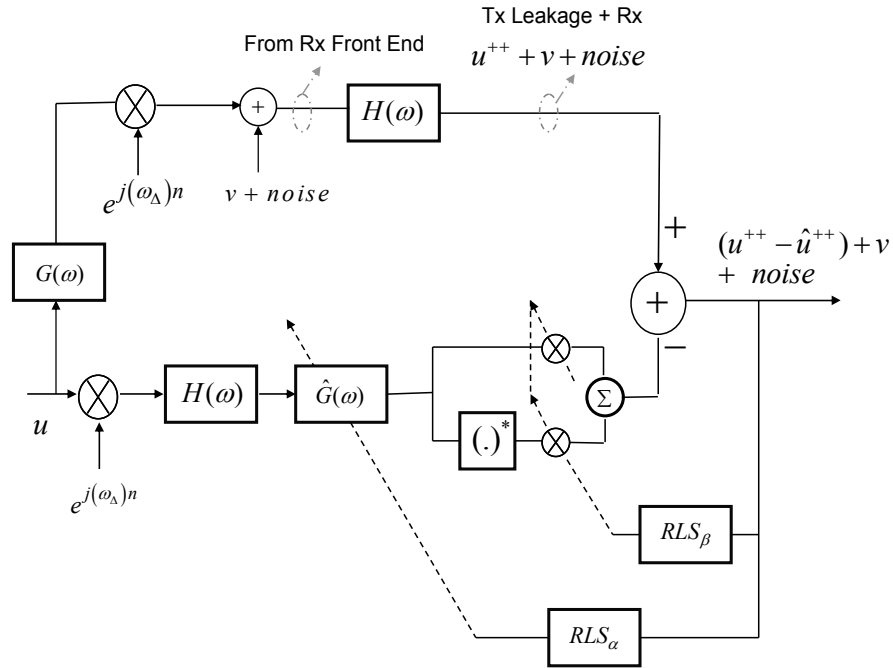 Tx Leakage + Rx
From Rx Front End
u⁺⁺ + v + noise
H(ω)
+
e^{j(ω_Δ)n}
v + noise
+
(u⁺⁺ − û⁺⁺) + v
+ noise
G(ω)
+
−
H(ω)
Ĝ(ω)
Σ
u
(.)*
e^{j(ω_Δ)n}
RLS_β
RLS_α